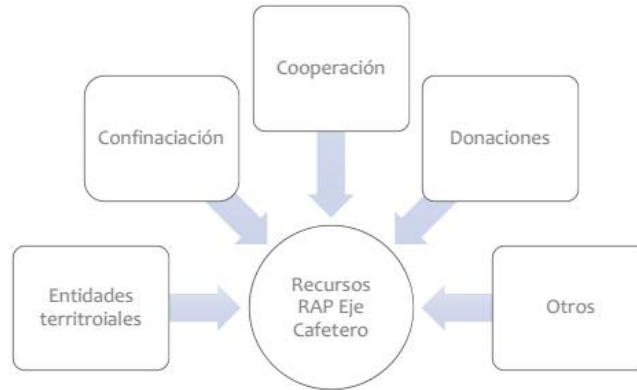 Cooperación
Confinaciación
Donaciones
Entidades
territroiales
Recursos
RAP Eje
Cafetero
Otros